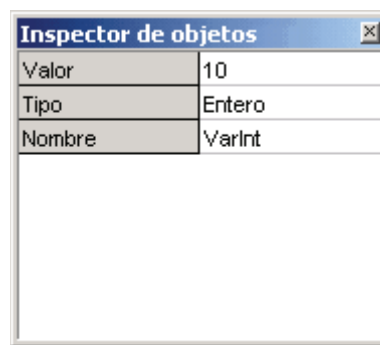 Inspector de objetos
Valor 10
Tipo Entero
Nombre VarInt